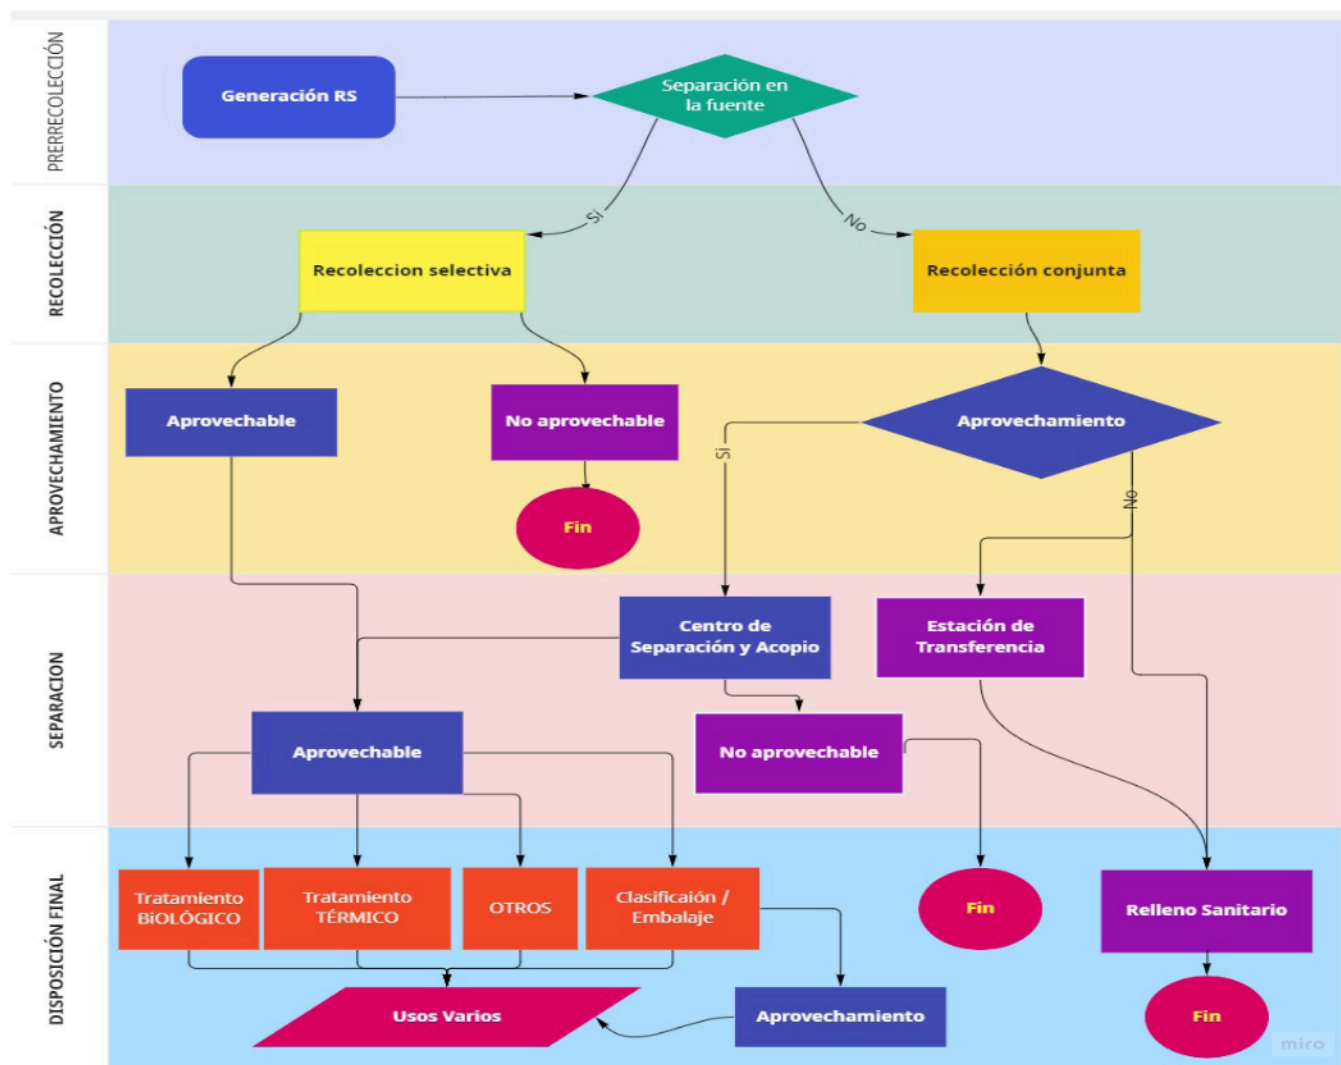 PRERRECOLECCIÓN
Generación RS
Separación en
la fuente
RECOLECCIÓN
Si
No
Recoleccion selectiva
Recolección conjunta
APROVECHAMIENTO
Aprovechable
No aprovechable
Aprovechamiento
Si
No
Fin
SEPARACION
Centro de
Separación y Acopio
Estación de
Transferencia
Aprovechable
No aprovechable
DISPOSICIÓN FINAL
Tratamiento
BiOLÓGICO
Tratamiento
TÉRMICO
OTROS
Clasificaión /
Embalaje
Fin
Relleno Sanitario
Usos Varios
Aprovechamiento
Fin
miro